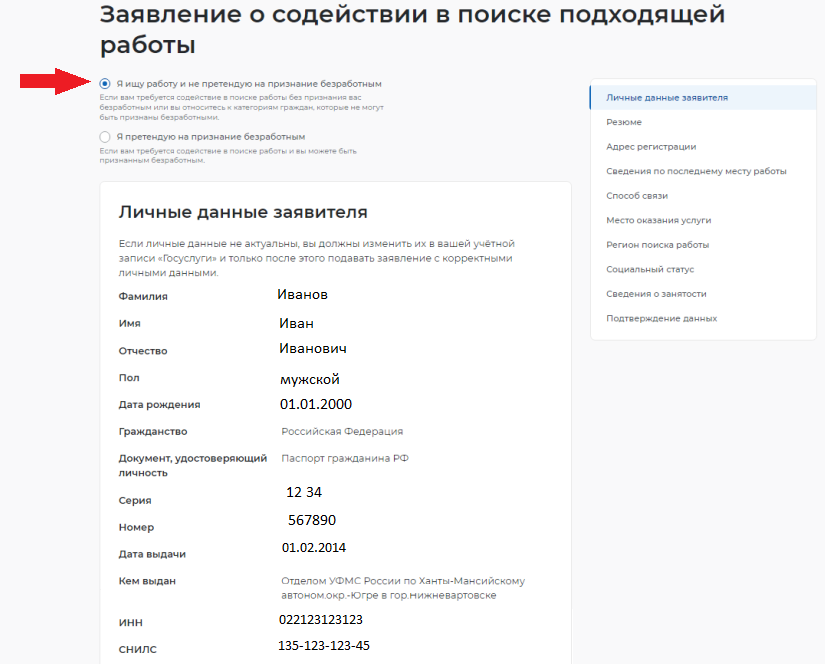 Заявление о содействии в поиске подходящей
работы
Я ищу работу и не претендую на признание безработным
Если вам требуется содействие в поиске работы без признания вас
безработным или вы относитесь к категориям граждан, которые не могут
быть признаны безработными.
Я претендую на признание безработным
Если вам требуется содействие в поиске работы и вы можете быть
признанным безработным.
Личные данные заявителя
Если личные данные не актуальны, вы должны изменить их в вашей учётной
записи «Госуслуги» и только после этого подавать заявление с корректными
личными данными.
Фамилия Иванов
Имя Иван
Отчество Иванович
Пол мужской
Дата рождения 01.01.2000
Гражданство Российская Федерация
Документ, удостоверяющий Паспорт гражданина РФ
личность
Серия 12 34
Номер 567890
Дата выдачи 01.02.2014
Кем выдан Отделом УФМС России по Ханты-Мансийскому
автоном.окр.-Югре в гор.нижневартовске
ИНН 022123123123
СНИЛС 135-123-123-45
Личные данные заявителя
Резюме
Адрес регистрации
Сведения по последнему месту работы
Способ связи
Место оказания услуги
Регион поиска работы
Социальный статус
Сведения о занятости
Подтверждение данных